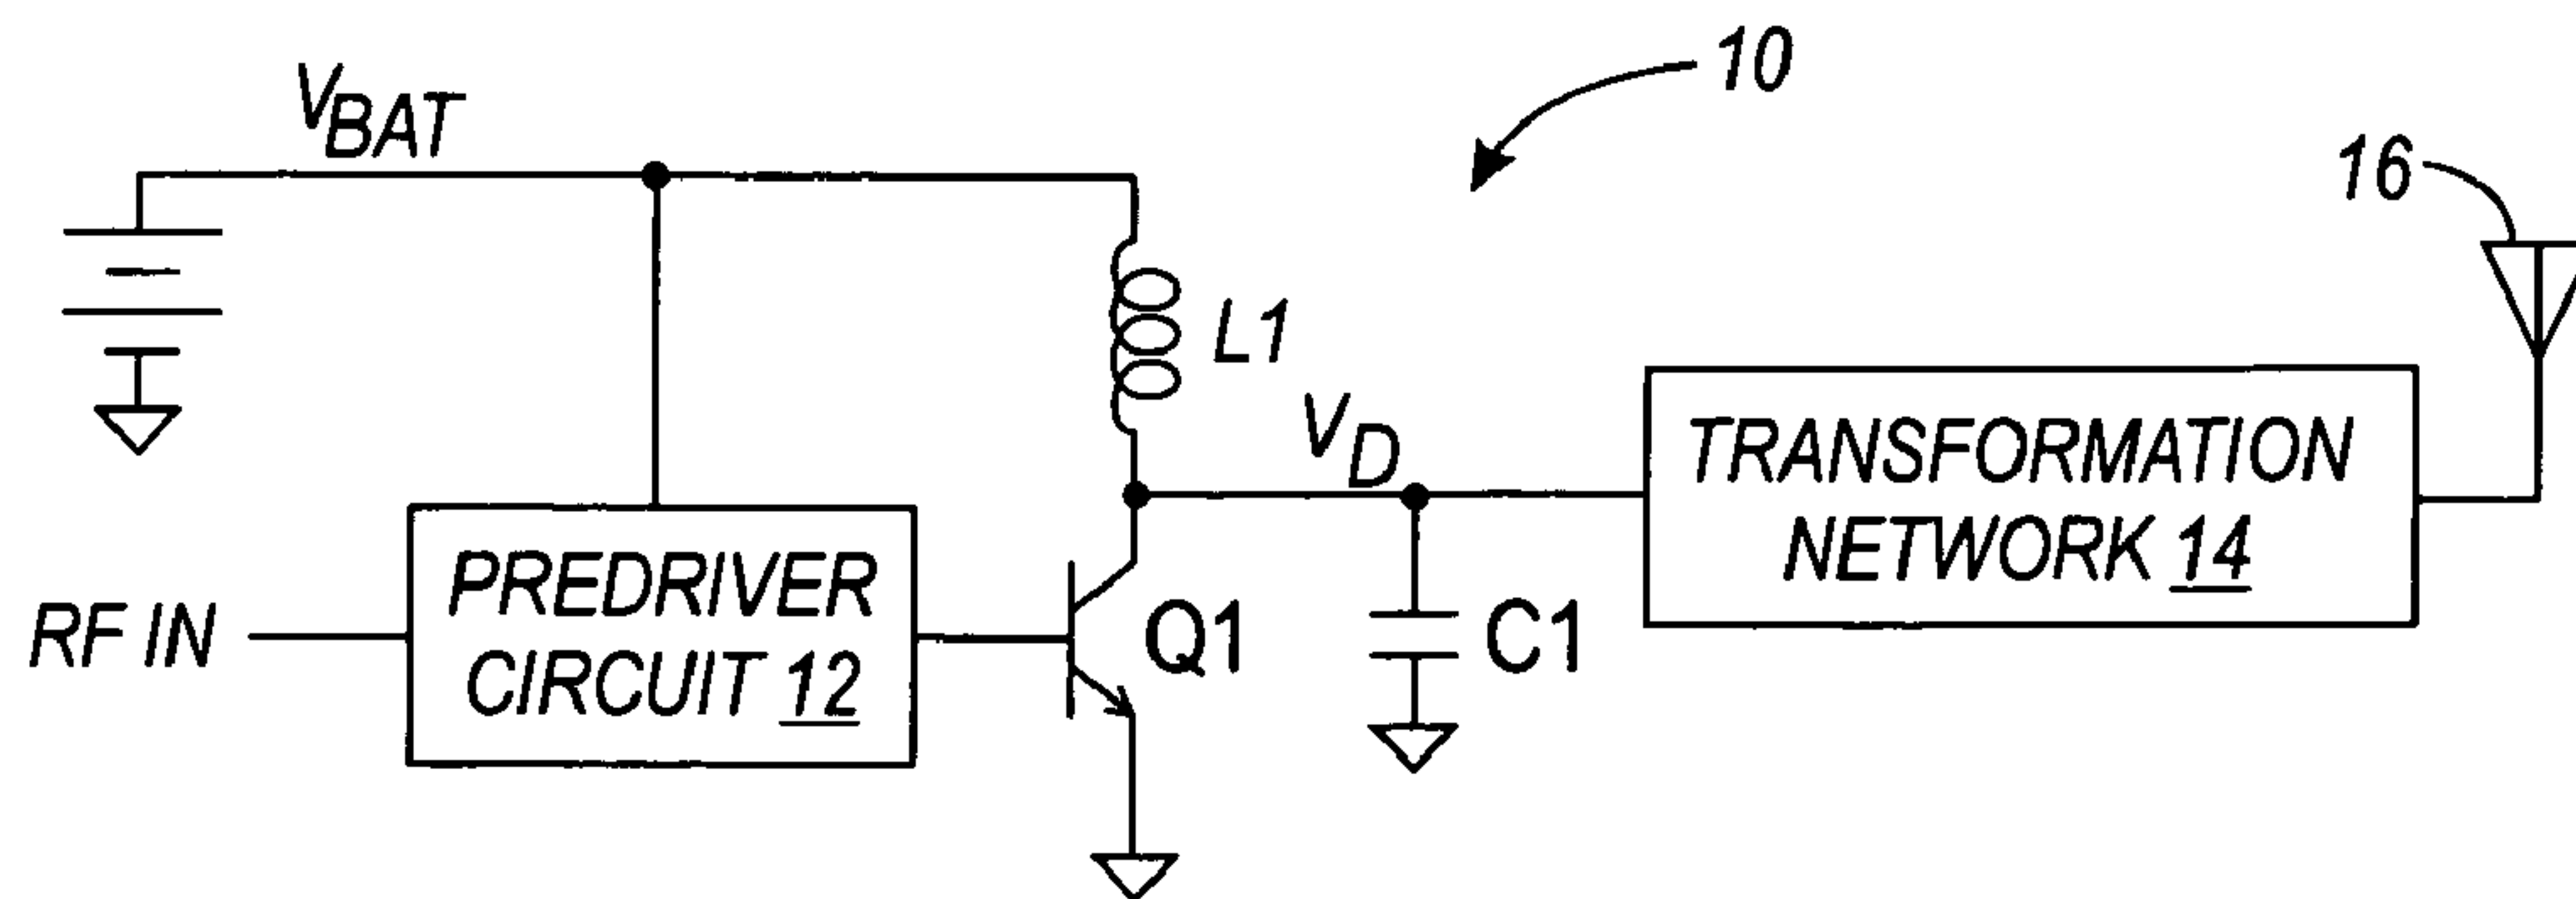 10
V_BAT
16
L1
V_D
TRANSFORMATION
NETWORK 14
PREDRIVER
CIRCUIT 12
RF IN
Q1
C1